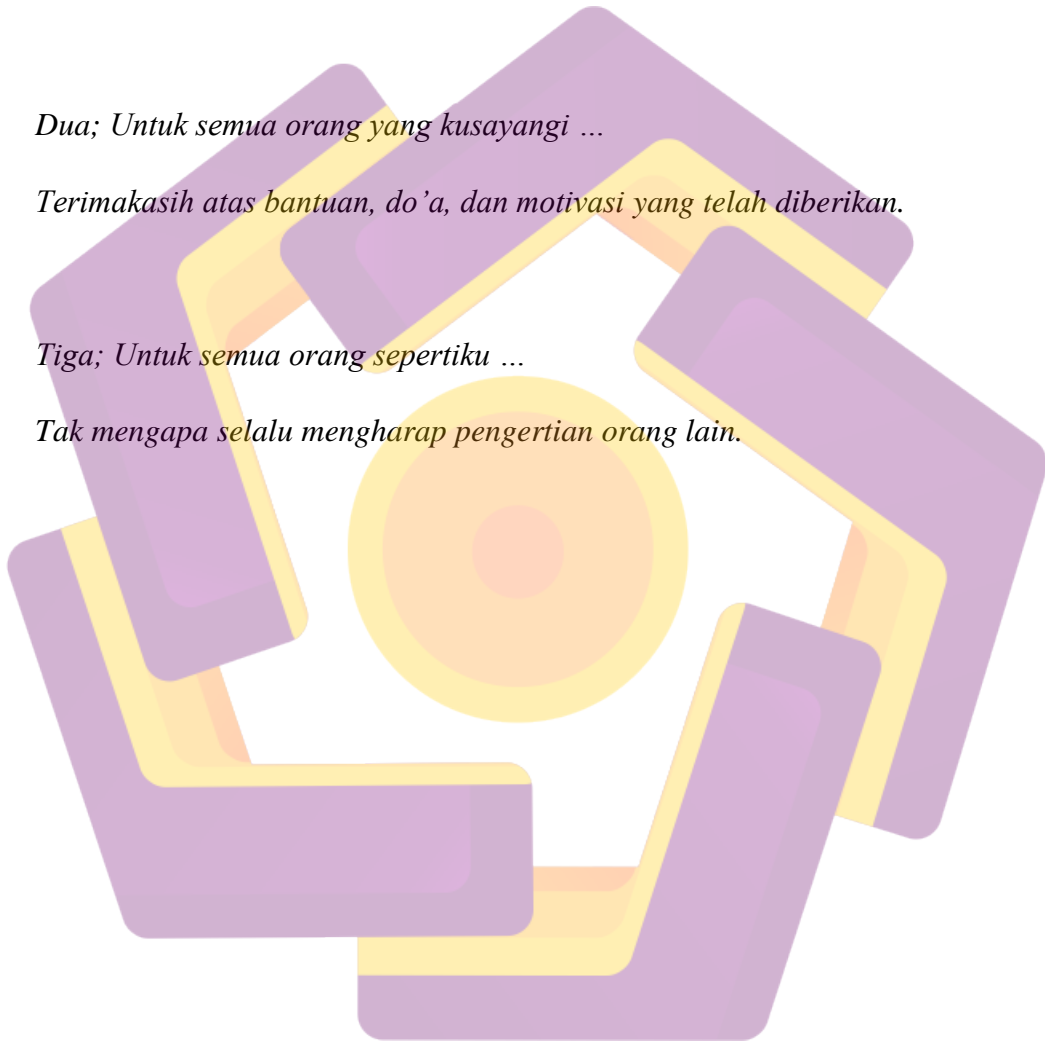 Dua; Untuk semua orang yang kusayangi …
Terimakasih atas bantuan, do’a, dan motivasi yang telah diberikan.
Tiga; Untuk semua orang sepertiku …
Tak mengapa selalu mengharap pengertian orang lain.